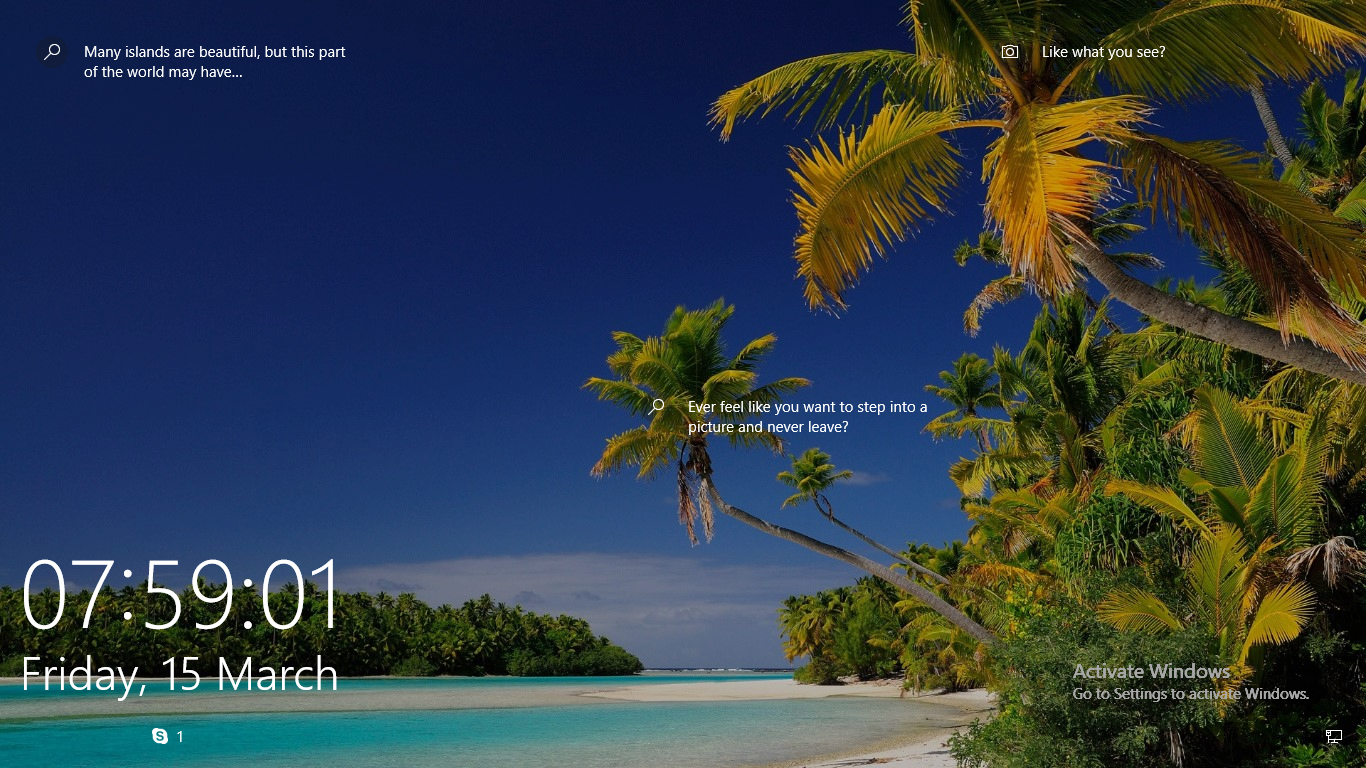 Many islands are beautiful, but this part
of the world may have...
Like what you see?
Ever feel like you want to step into a
picture and never leave?
07:59:01
Friday, 15 March
Activate Windows
Go to Settings to activate Windows.
1